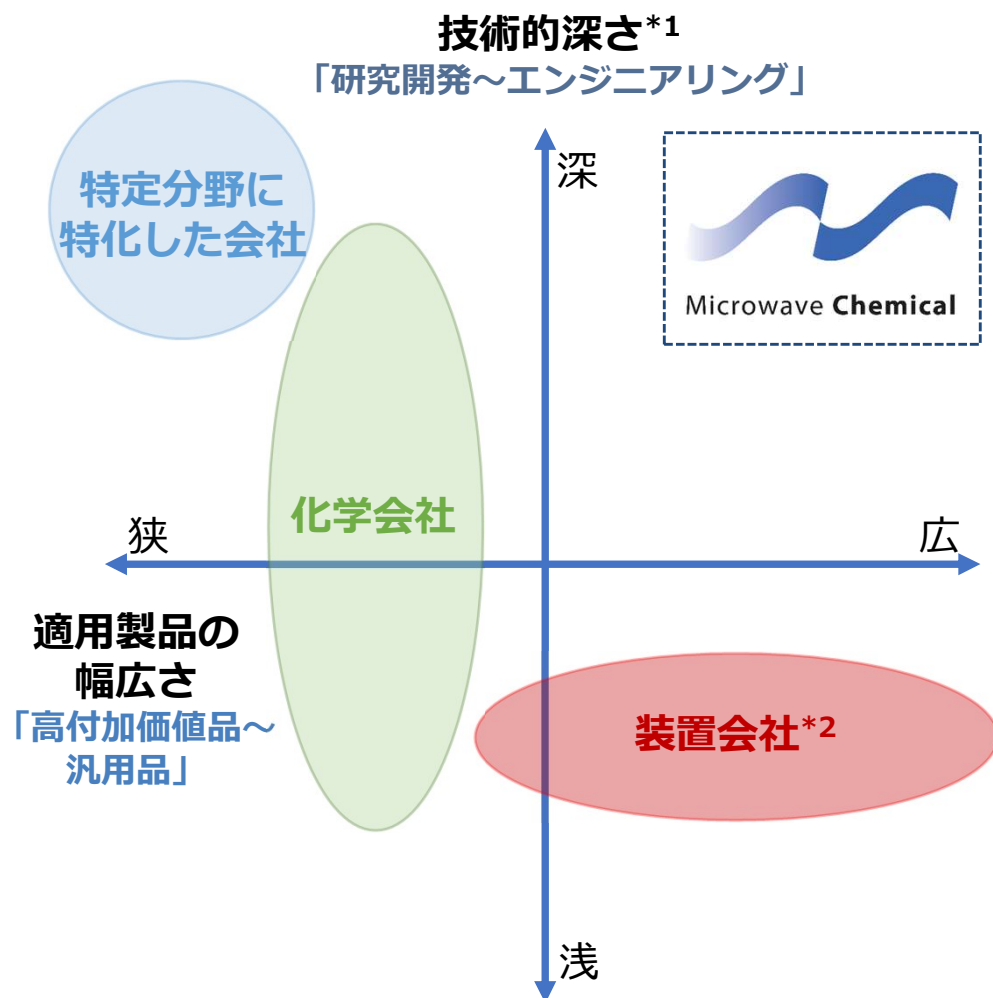 技術的深さ*1
「研究開発～エンジニアリング」
深
特定分野に
特化した会社
Microwave Chemical
化学会社
狭
広
適用製品の
幅広さ
「高付加価値品～
汎用品」
装置会社*2
浅